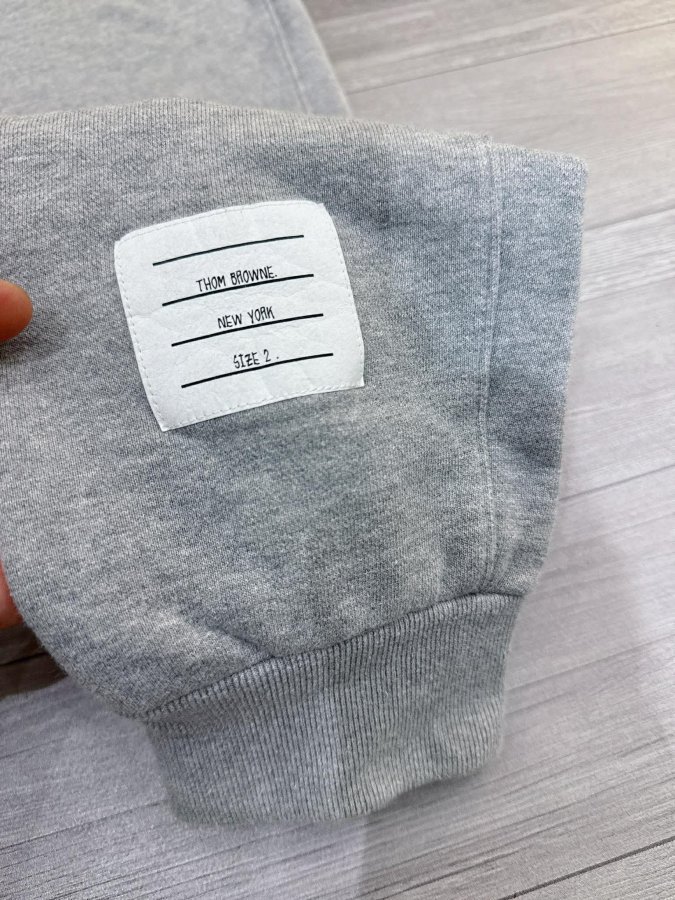 THOM BROWNE.
NEW YORK
SIZE 2 .